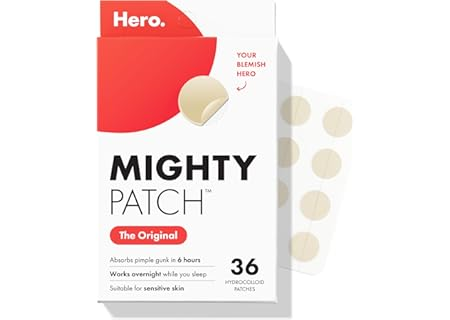 Hero.
YOUR
BLEMISH
HERO
MIGHTY
PATCH™
The Original
Absorbs pimple gunk in 6 hours
Works overnight while you sleep
Suitable for sensitive skin
36
HYDROCOLLOID
PATCHES